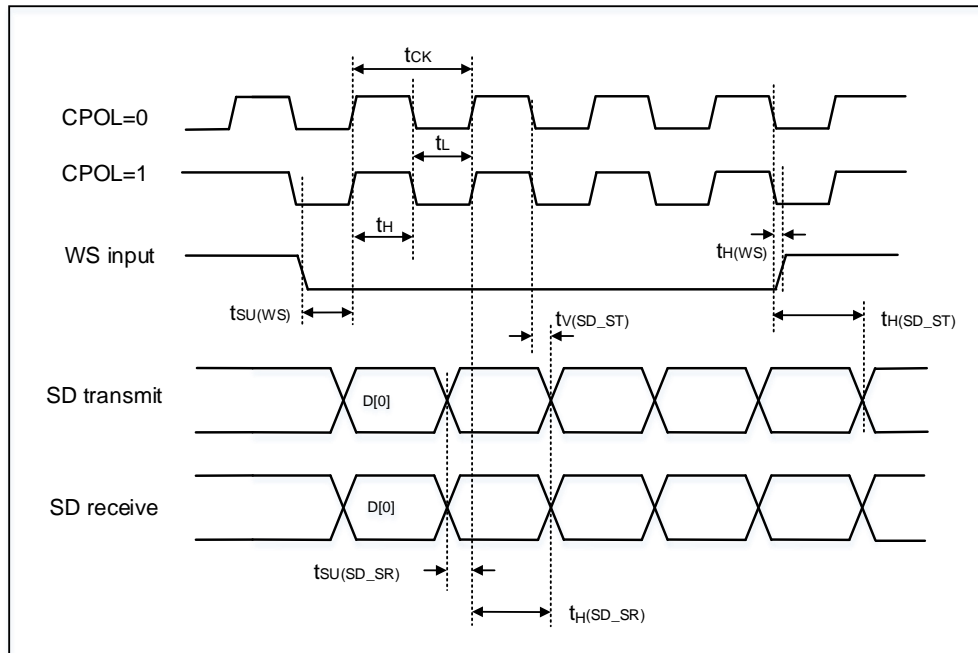 tCK
CPOL=0
tL
CPOL=1
tH
tH(WS)
WS input
tSU(WS)
tV(SD_ST)
tH(SD_ST)
SD transmit
D[0]
SD receive
D[0]
tSU(SD_SR)
tH(SD_SR)